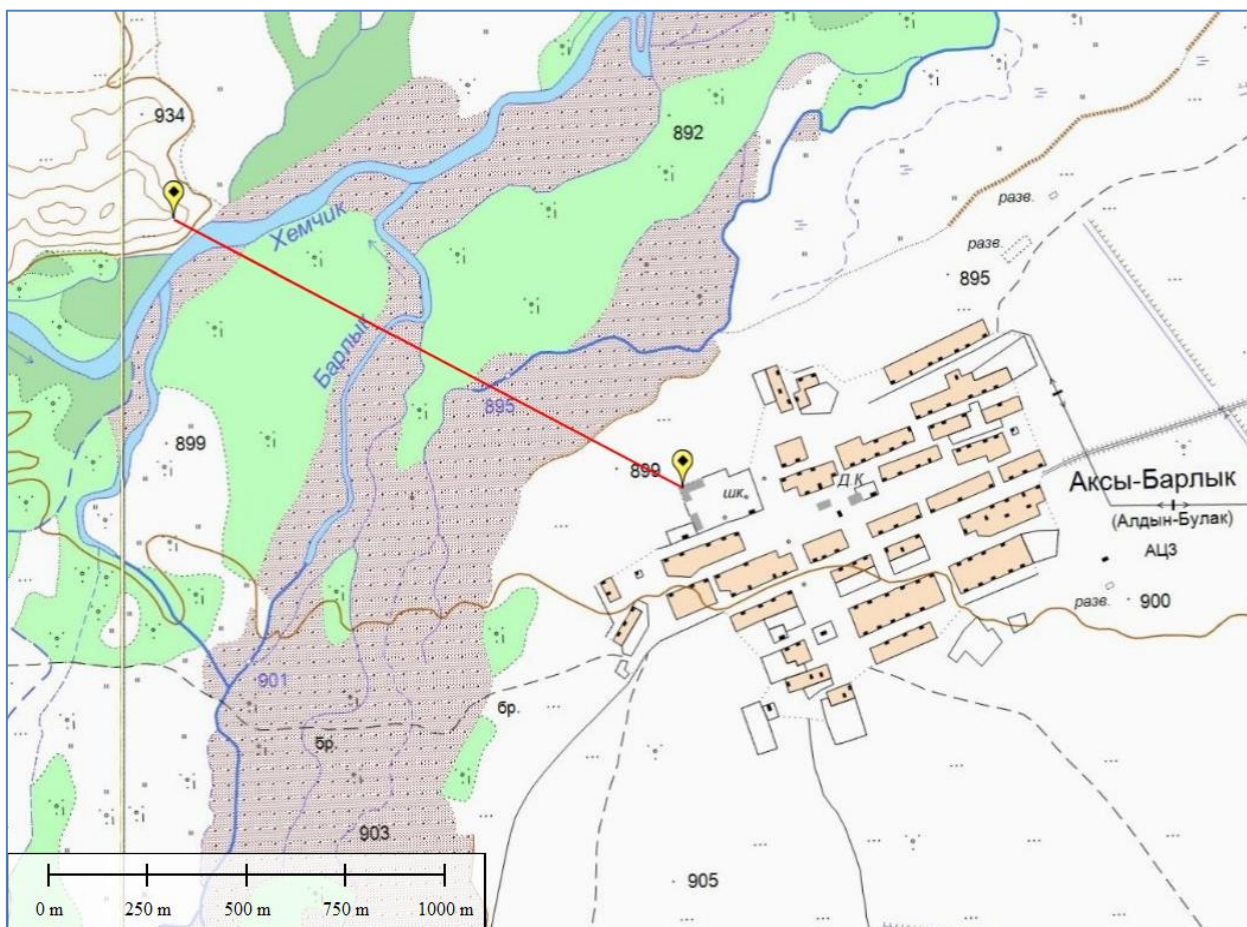 934
892
Хемчик
разв.
разв.
895
Барлык
895
899
899
шк.
Д.К.
Аксы-Барлык
(Алдын-Булак)
АЦЗ
разв.
900
901
бр.
бр.
903
905
0 m 250 m 500 m 750 m 1000 m